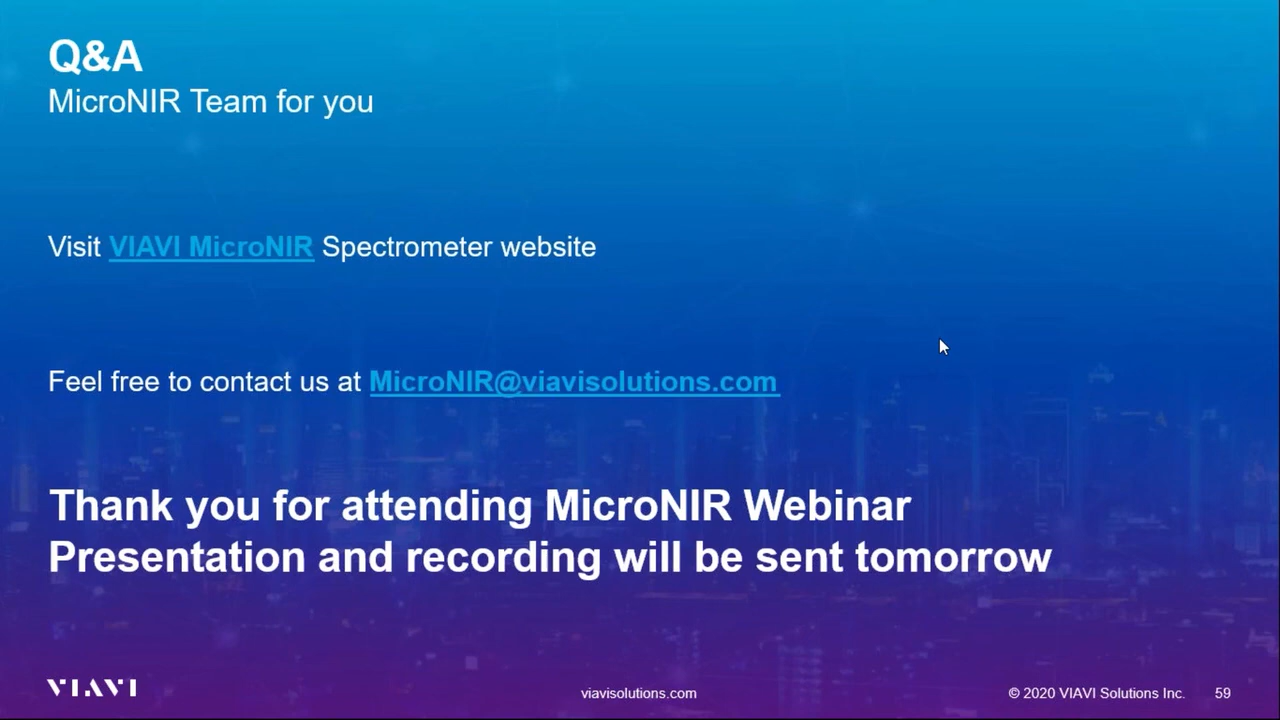 Q&A
MicroNIR Team for you
Visit VIAVI MicroNIR Spectrometer website
Feel free to contact us at MicroNIR@viavisolutions.com
Thank you for attending MicroNIR Webinar
Presentation and recording will be sent tomorrow
VIAVI
viavisolutions.com
© 2020 VIAVI Solutions Inc.
59